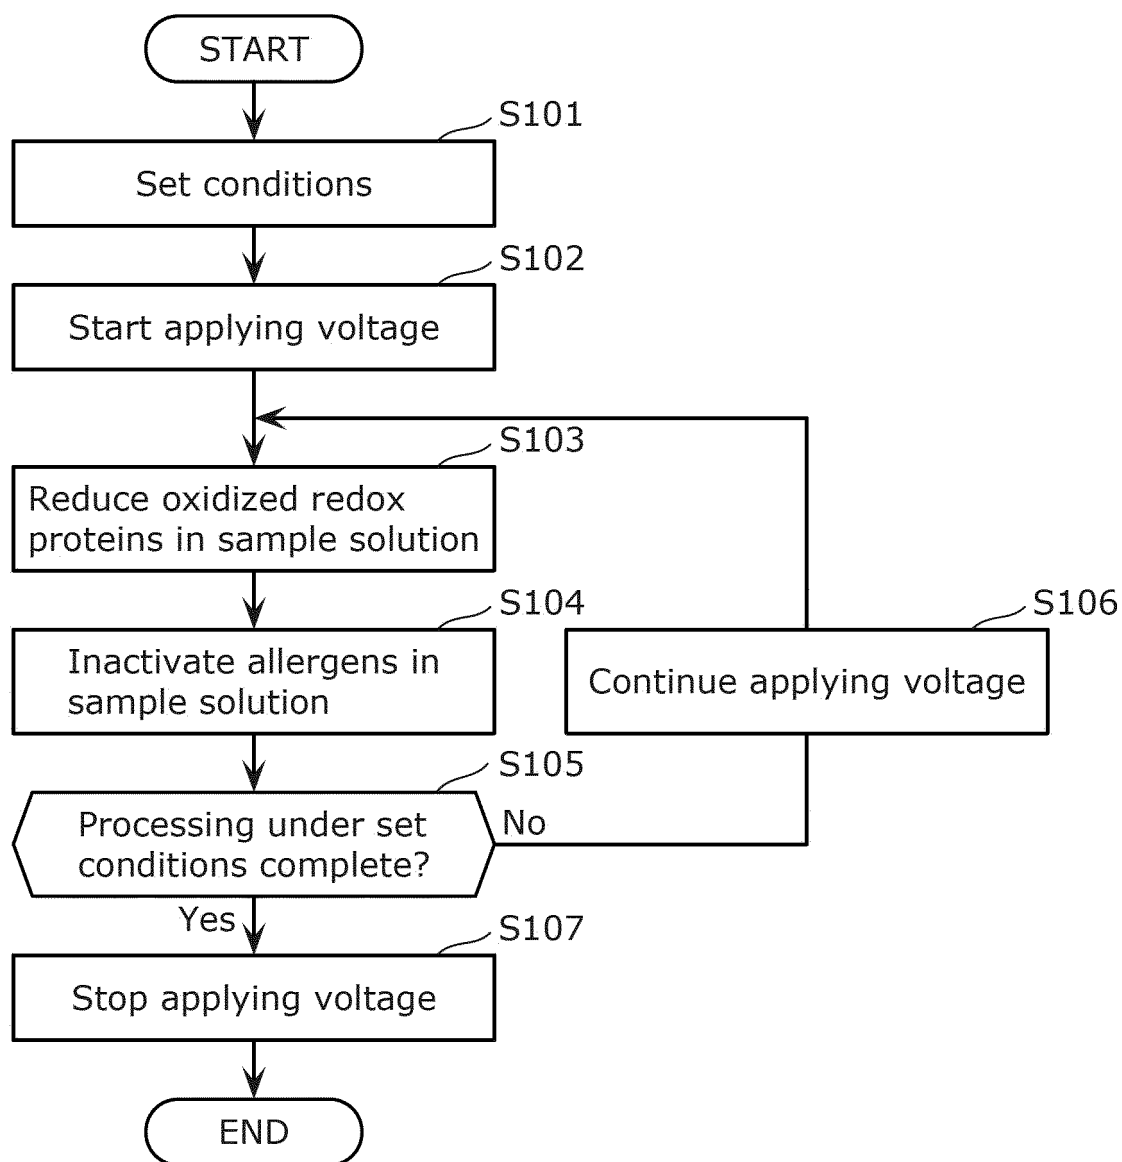 START
S101
Set conditions
S102
Start applying voltage
S103
Reduce oxidized redox
proteins in sample solution
S104
Inactivate allergens in
sample solution
S106
Continue applying voltage
S105
Processing under set
conditions complete?
No
Yes
S107
Stop applying voltage
END